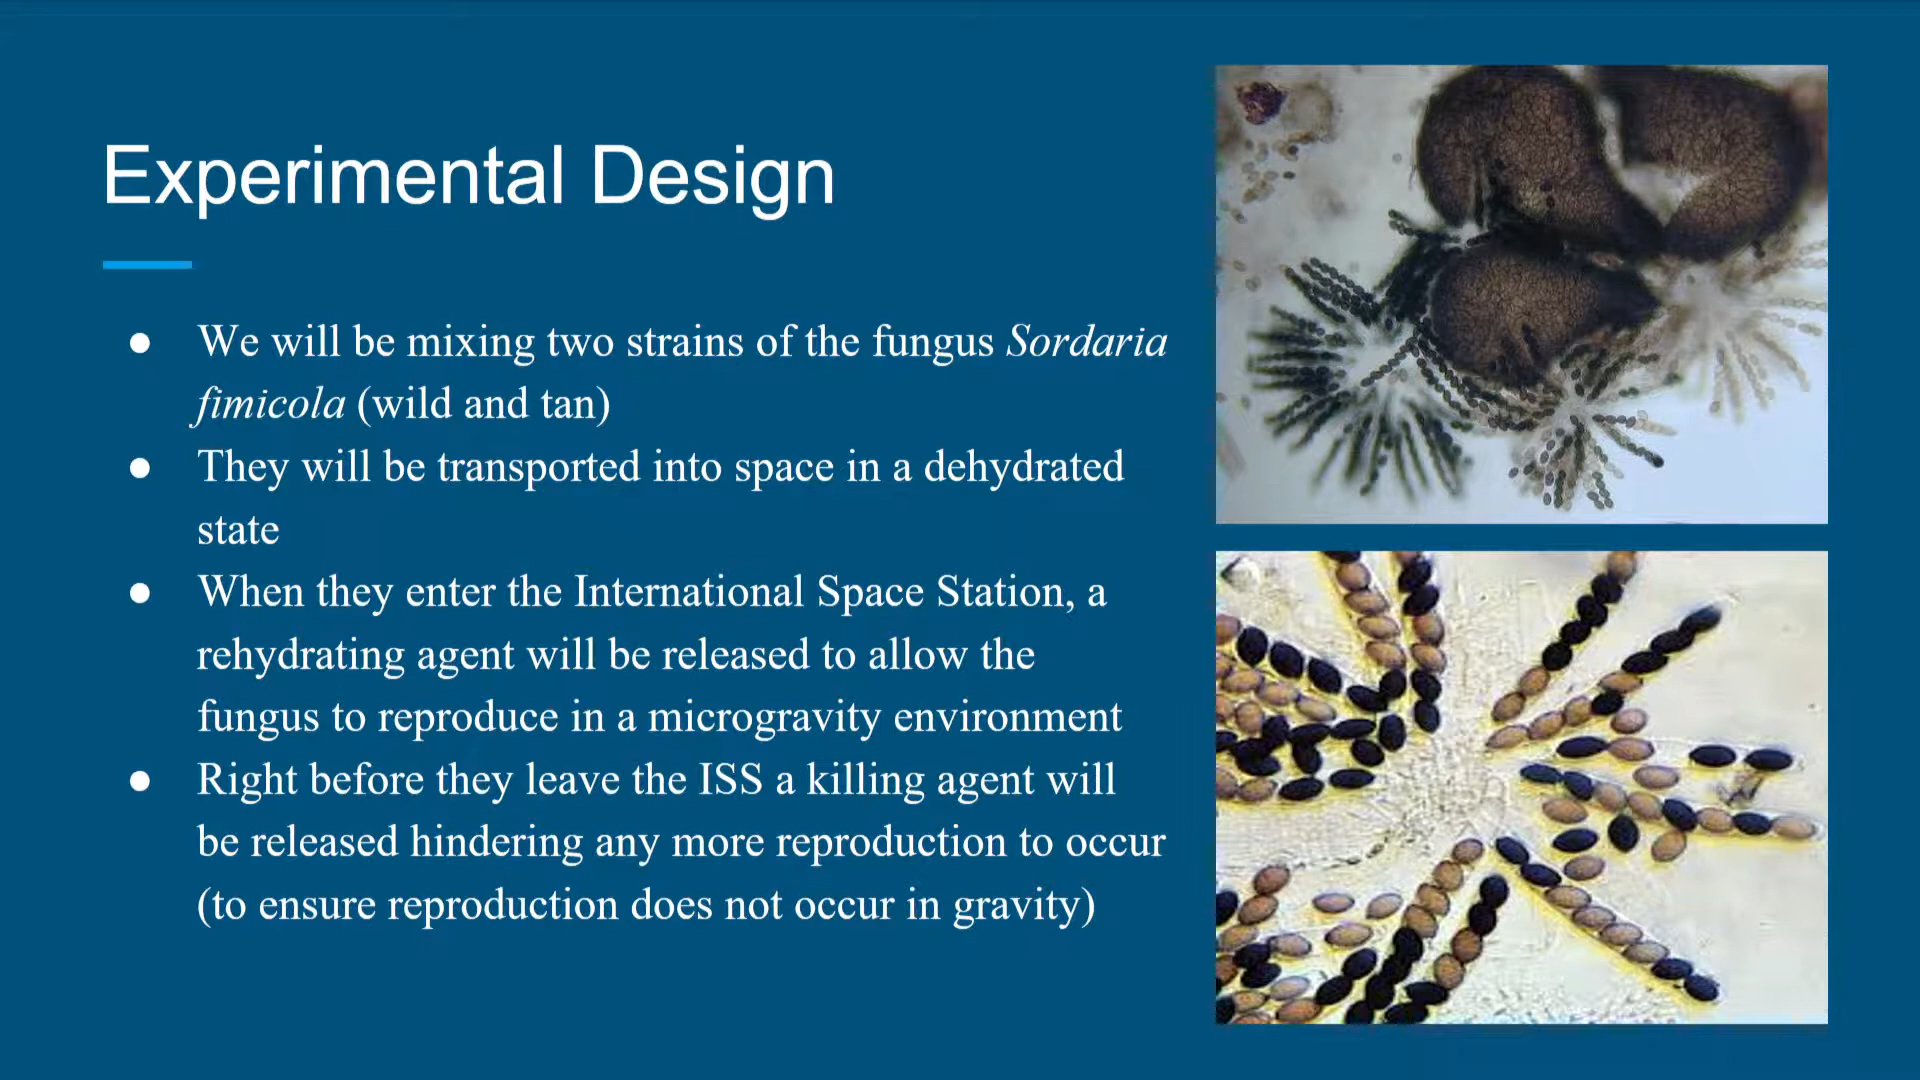 Experimental Design
● We will be mixing two strains of the fungus Sordaria
fimicola (wild and tan)
● They will be transported into space in a dehydrated
state
● When they enter the International Space Station, a
rehydrating agent will be released to allow the
fungus to reproduce in a microgravity environment
● Right before they leave the ISS a killing agent will
be released hindering any more reproduction to occur
(to ensure reproduction does not occur in gravity)